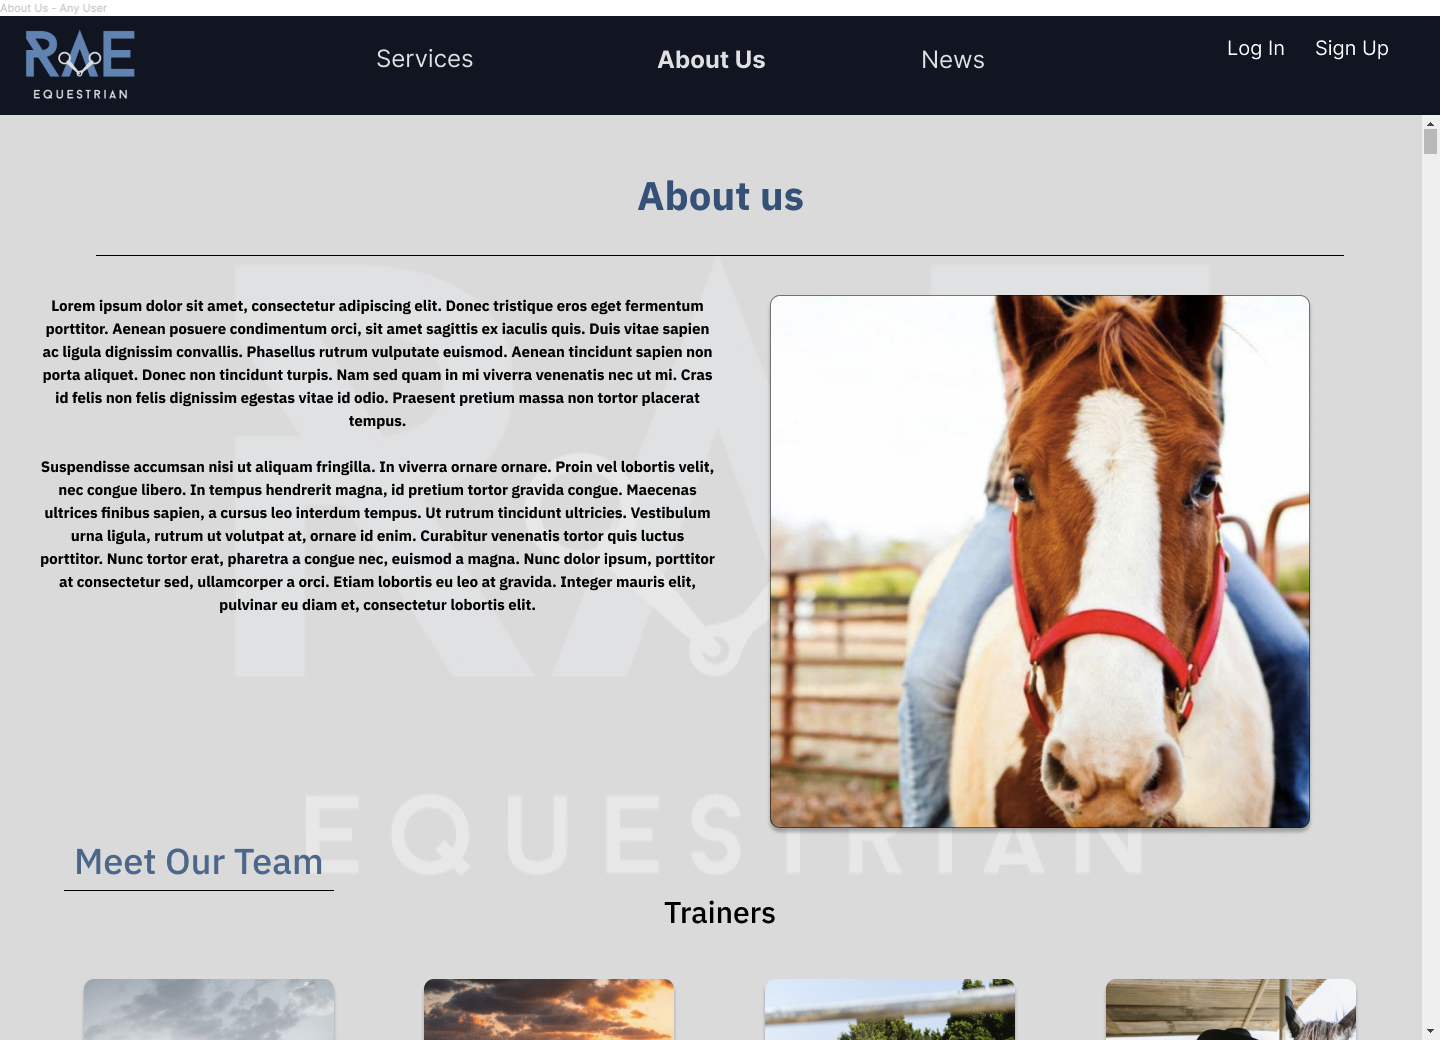 About Us - Any User
RAE
EQUESTRIAN
Services
About Us
News
Log In
Sign Up
About us
Lorem ipsum dolor sit amet, consectetur adipiscing elit. Donec tristique eros eget fermentum
porttitor. Aenean posuere condimentum orci, sit amet sagittis ex iaculis quis. Duis vitae sapien
ac ligula dignissim convallis. Phasellus rutrum vulputate euismod. Aenean tincidunt sapien non
porta aliquet. Donec non tincidunt turpis. Nam sed quam in mi viverra venenatis nec ut mi. Cras
id felis non felis dignissim egestas vitae id odio. Praesent pretium massa non tortor placerat
tempus.
Suspendisse accumsan nisi ut aliquam fringilla. In viverra ornare ornare. Proin vel lobortis velit,
nec congue libero. In tempus hendrerit magna, id pretium tortor gravida congue. Maecenas
ultrices finibus sapien, a cursus leo interdum tempus. Ut rutrum tincidunt ultricies. Vestibulum
urna ligula, rutrum ut volutpat at, ornare id enim. Curabitur venenatis tortor quis luctus
porttitor. Nunc tortor erat, pharetra a congue nec, euismod a magna. Nunc dolor ipsum, porttitor
at consectetur sed, ullamcorper a orci. Etiam lobortis eu leo at gravida. Integer mauris elit,
pulvinar eu diam et, consectetur lobortis elit.
RAE
EQUESTRIAN
Meet Our Team
Trainers